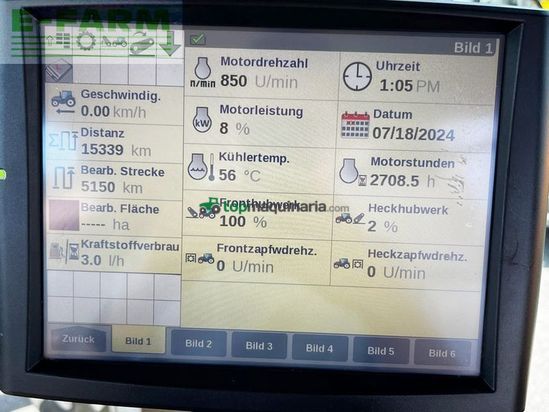 E-FARM
Bild 1
Geschwindig.
0.00 km/h
Distanz
15339 km
Bearb. Strecke
5150 km
Bearb. Fläche
----- ha
Kraftstoffverbrau
3.0 l/h
Motordrehzahl
n/min 850 U/min
Uhrzeit
1:05 PM
Motorleistung
kW 8 %
Datum
07/18/2024
Kühlertemp.
56 °C
Motorstunden
2708.5 h
topmaquinaria.com
Fronthubwerk
100 %
Heckhubwerk
2 %
Frontzapfwdrehz.
0 U/min
Heckzapfwdrehz.
0 U/min
Zurück Bild 1 Bild 2 Bild 3 Bild 4 Bild 5 Bild 6